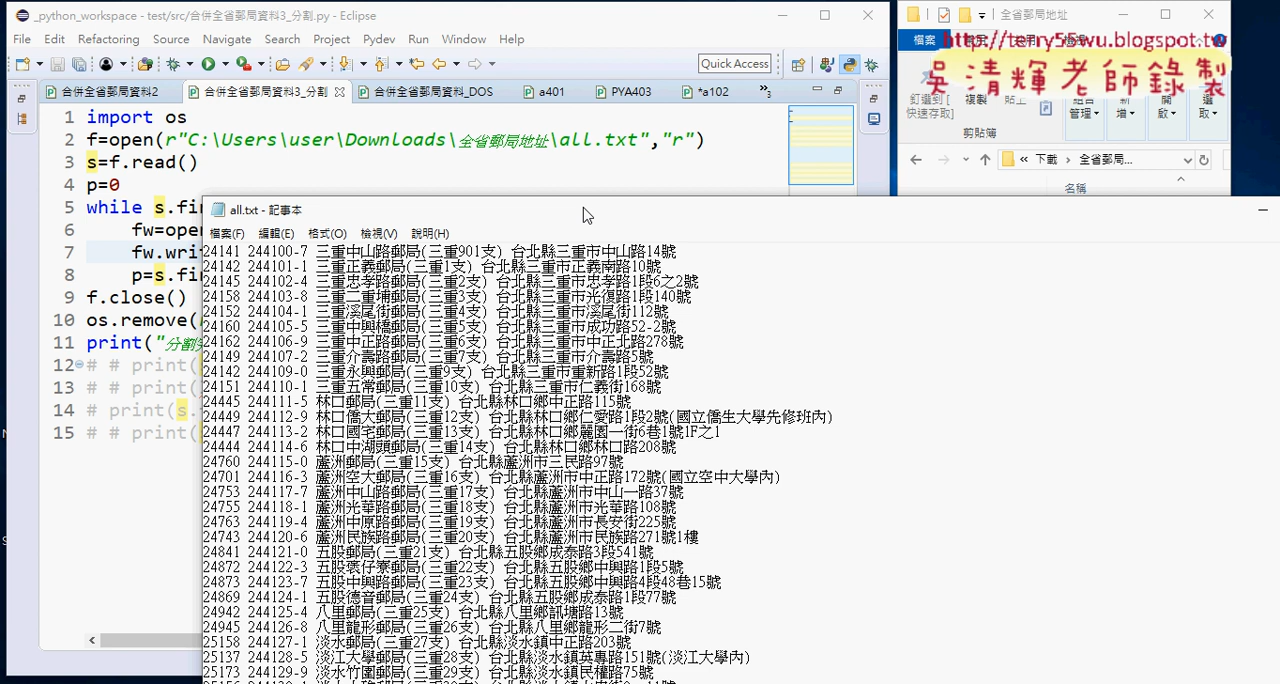 _python_workspace - test/src/合併全省郵局資料3_分割.py - Eclipse
File Edit Refactoring Source Navigate Search Project Pydev Run Window Help
Quick Access
合併全省郵局資料2 合併全省郵局資料3_分割 合併全省郵局資料_DOS a401 PYA403 *a102 5
1 import os
2 f=open(r"C:\Users\user\Downloads\全省郵局地址\all.txt","r")
3 s=f.read()
4 p=0
5 while s.fi
6 fw=ope
7 fw.wri
8 p=s.fi
9 f.close()
10 os.remove(
11 print("分割
12 # # print(
13 # # print(
14 # print(s.
15 # # print(
全省郵局地址
檔案
http://terry55wu.blogspot.tw
吳清輝老師錄製
釘選到 [
快速存取]
複製
貼上
組合
管理
新
增
開
啟
選
取
剪貼簿
« 下載 › 全省郵局...
名稱
all.txt - 記事本
檔案(F) 編輯(E) 格式(O) 檢視(V) 說明(H)
24141 244100-7 三重中山路郵局(三重901支) 台北縣三重市中山路14號
24142 244101-1 三重正義郵局(三重1支) 台北縣三重市正義南路10號
24145 244102-4 三重忠孝路郵局(三重2支) 台北縣三重市忠孝路1段6之2號
24158 244103-8 三重二重埔郵局(三重3支) 台北縣三重市光復路1段140號
24152 244104-1 三重溪尾街郵局(三重4支) 台北縣三重市溪尾街112號
24160 244105-5 三重中興橋郵局(三重5支) 台北縣三重市成功路52-2號
24162 244106-9 三重中正路郵局(三重6支) 台北縣三重市中正北路278號
24149 244107-2 三重介壽路郵局(三重7支) 台北縣三重市介壽路5號
24142 244109-0 三重永興郵局(三重9支) 台北縣三重市重新路1段52號
24151 244110-1 三重五常郵局(三重10支) 台北縣三重市仁義街168號
24445 244111-5 林口郵局(三重11支) 台北縣林口鄉中正路115號
24449 244112-9 林口僑大郵局(三重12支) 台北縣林口鄉仁愛路1段2號(國立僑生大學先修班內)
24447 244113-2 林口國宅郵局(三重13支) 台北縣林口鄉麗園一街6巷1號1F之1
24444 244114-6 林口中湖頭郵局(三重14支) 台北縣林口鄉林口路208號
24760 244115-0 蘆洲郵局(三重15支) 台北縣蘆洲市三民路97號
24701 244116-3 蘆洲空大郵局(三重16支) 台北縣蘆洲市中正路172號(國立空中大學內)
24753 244117-7 蘆洲中山路郵局(三重17支) 台北縣蘆洲市中山一路37號
24755 244118-1 蘆洲光華路郵局(三重18支) 台北縣蘆洲市光華路108號
24763 244119-4 蘆洲中原路郵局(三重19支) 台北縣蘆洲市長安街225號
24743 244120-6 蘆洲民族路郵局(三重20支) 台北縣蘆洲市民族路271號1樓
24841 244121-0 五股郵局(三重21支) 台北縣五股鄉成泰路3段541號
24872 244122-3 五股褒仔寮郵局(三重22支) 台北縣五股鄉中興路1段5號
24873 244123-7 五股中興路郵局(三重23支) 台北縣五股鄉中興路4段48巷15號
24869 244124-1 五股德音郵局(三重24支) 台北縣五股鄉成泰路1段77號
24942 244125-4 八里郵局(三重25支) 台北縣八里鄉訊塘路13號
24945 244126-8 八里龍形郵局(三重26支) 台北縣八里鄉龍形二街7號
25158 244127-1 淡水郵局(三重27支) 台北縣淡水鎮中正路203號
25137 244128-5 淡江大學郵局(三重28支) 台北縣淡水鎮英專路151號(淡江大學內)
25173 244129-9 淡水竹圍郵局(三重29支) 台北縣淡水鎮民權路75號